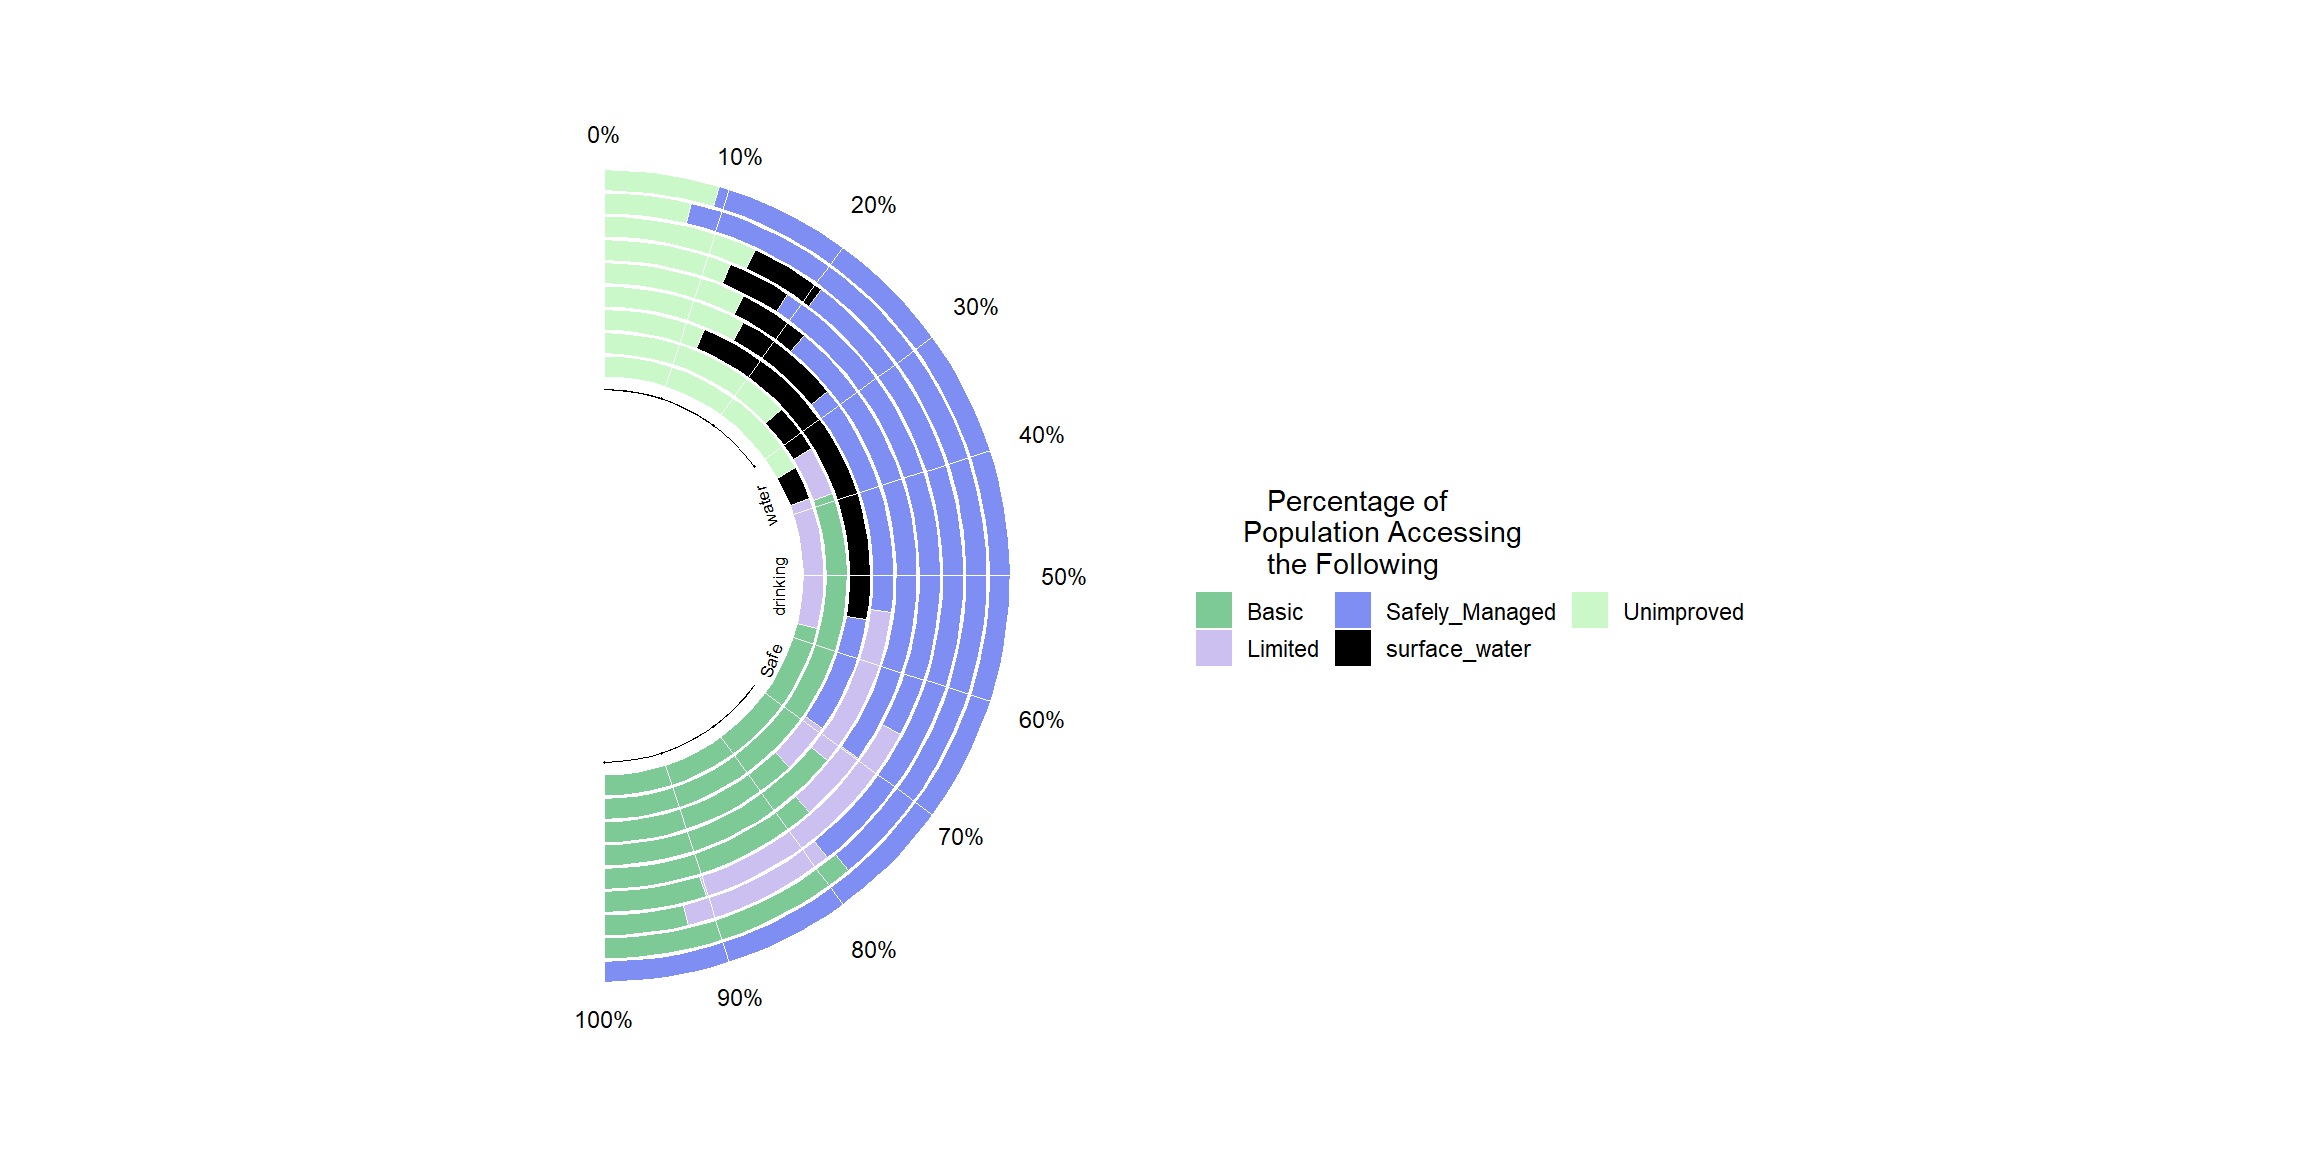 0%
10%
20%
30%
40%
50%
60%
70%
80%
90%
100%
Safe drinking water
Percentage of
Population Accessing
the Following
Basic
Safely_Managed
Unimproved
Limited
surface_water